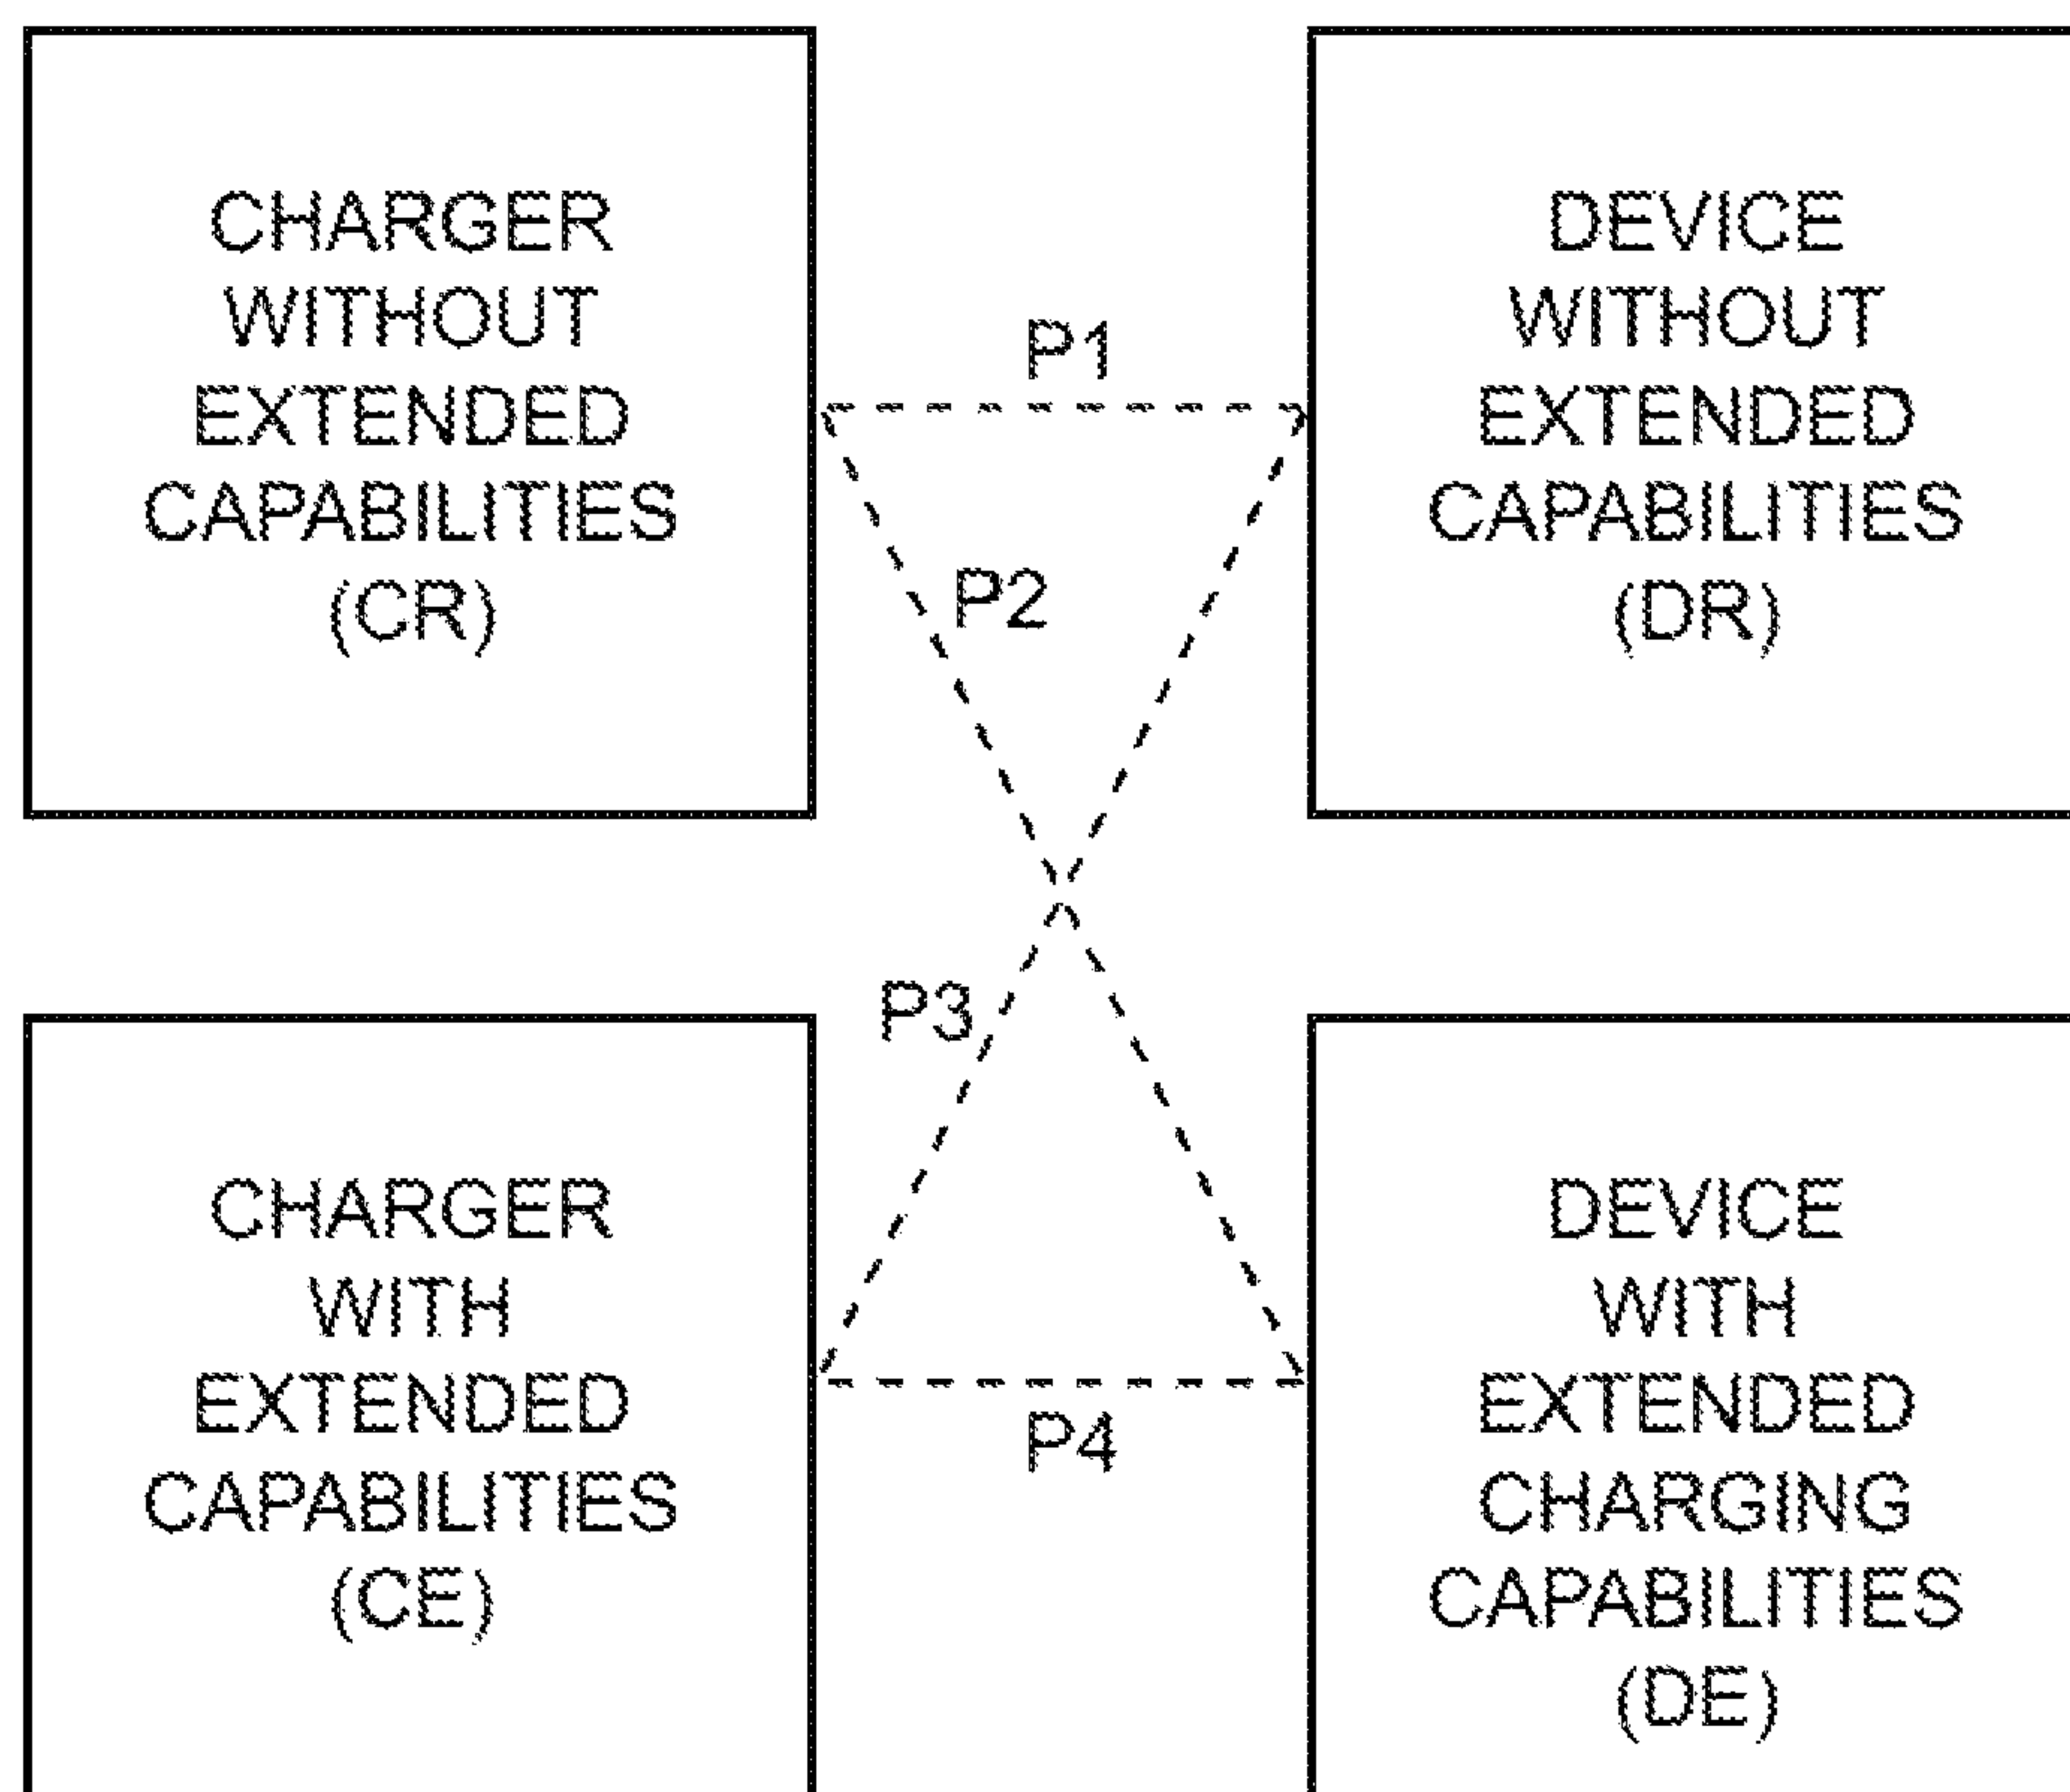 CHARGER
WITHOUT
EXTENDED
CAPABILITIES
(CR)
P1
P2
DEVICE
WITHOUT
EXTENDED
CAPABILITIES
(DR)
P3
CHARGER
WITH
EXTENDED
CAPABILITIES
(CE)
P4
DEVICE
WITH
EXTENDED
CHARGING
CAPABILITIES
(DE)